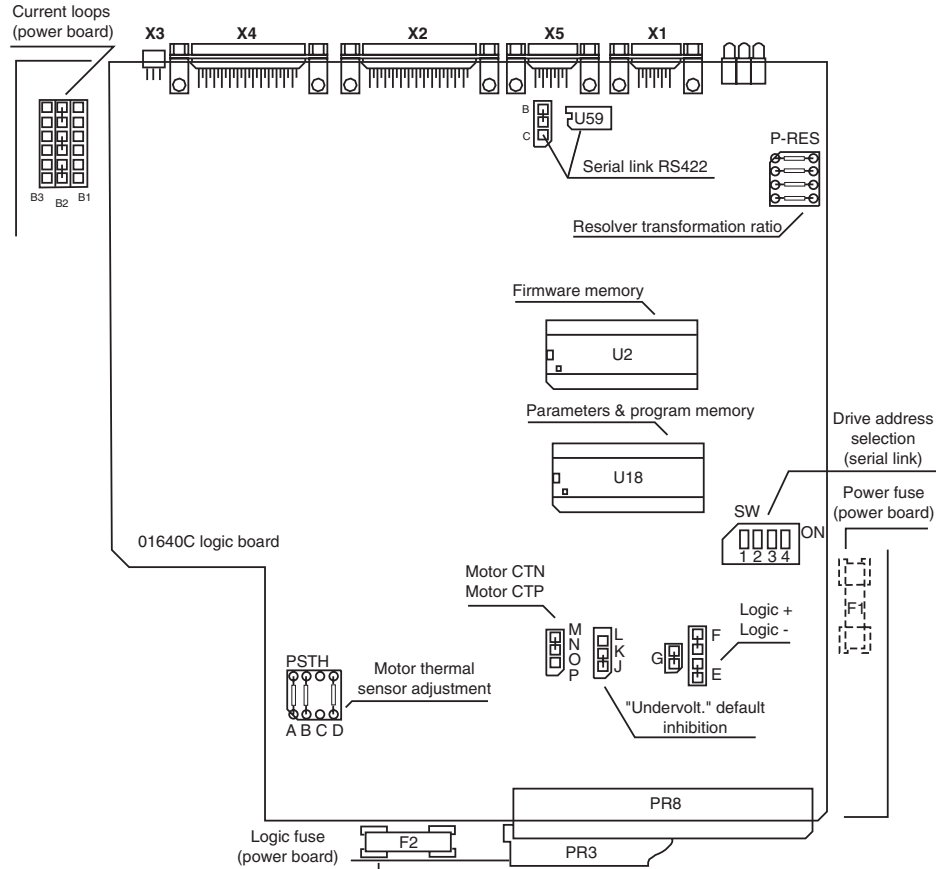 Current loops
(power board)
X3
X4
X2
X5
X1
B
C
U59
Serial link RS422
P-RES
Resolver transformation ratio
B3
B2
B1
Firmware memory
U2
Parameters & program memory
U18
Drive address
selection
(serial link)
SW
ON
1 2 3 4
Power fuse
(power board)
F1
01640C logic board
Motor CTN
Motor CTP
M
N
O
P
L
K
J
G
F
E
Logic +
Logic -
PSTH
A B C D
Motor thermal
sensor adjustment
"Undervolt." default
inhibition
PR8
Logic fuse
(power board)
F2
PR3